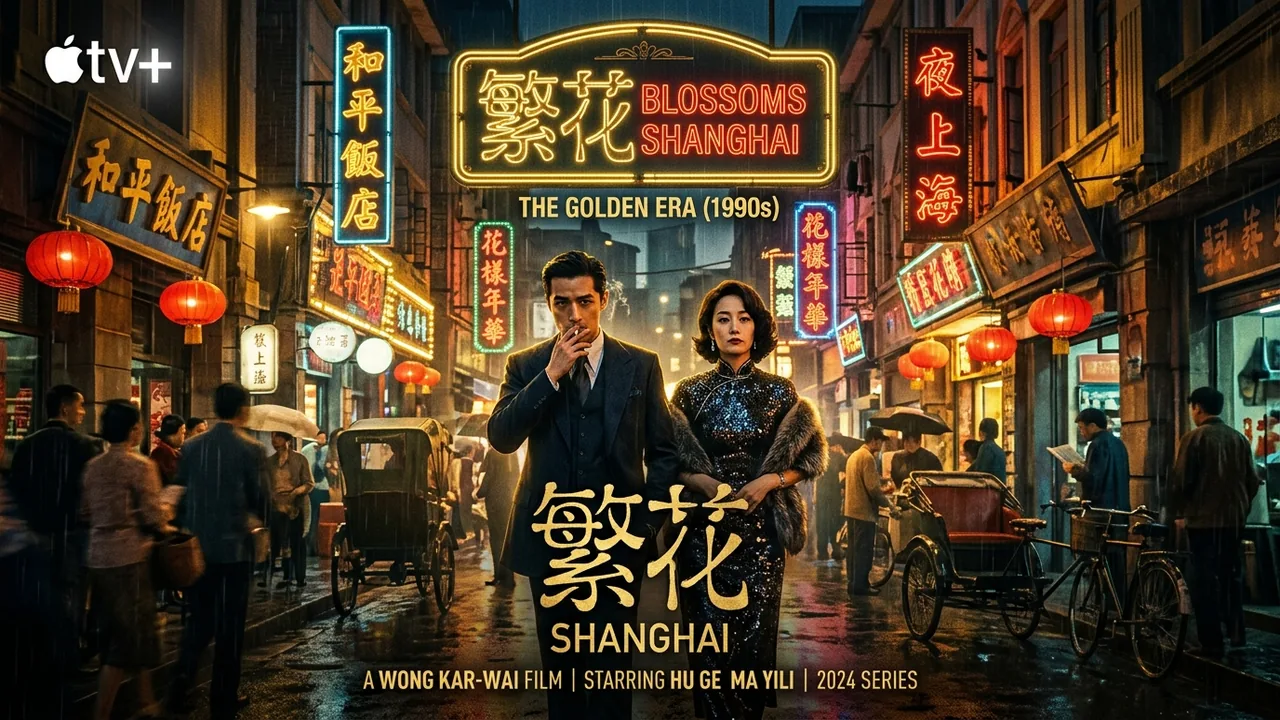 tv+
和平飯店
繁花 BLOSSOMS
SHANGHAI
夜上海
和平飯店
THE GOLDEN ERA (1990s)
花樣年華
花樣年華
繁花
SHANGHAI
A WONG KAR-WAI FILM | STARRING HU GE MA YILI | 2024 SERIES